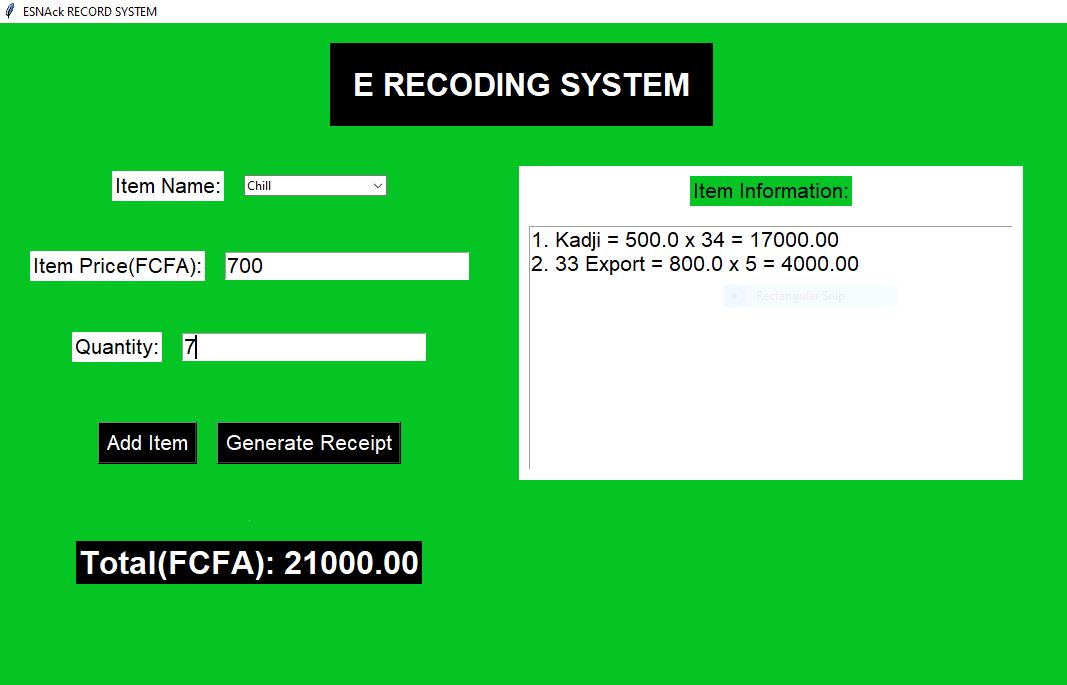 ESNAck RECORD SYSTEM
E RECODING SYSTEM
Item Name:
Chill
Item Price(FCFA):
700
Quantity:
7
Add Item
Generate Receipt
Total(FCFA): 21000.00
Item Information:
1. Kadji = 500.0 x 34 = 17000.00
2. 33 Export = 800.0 x 5 = 4000.00
Rectangular Snip